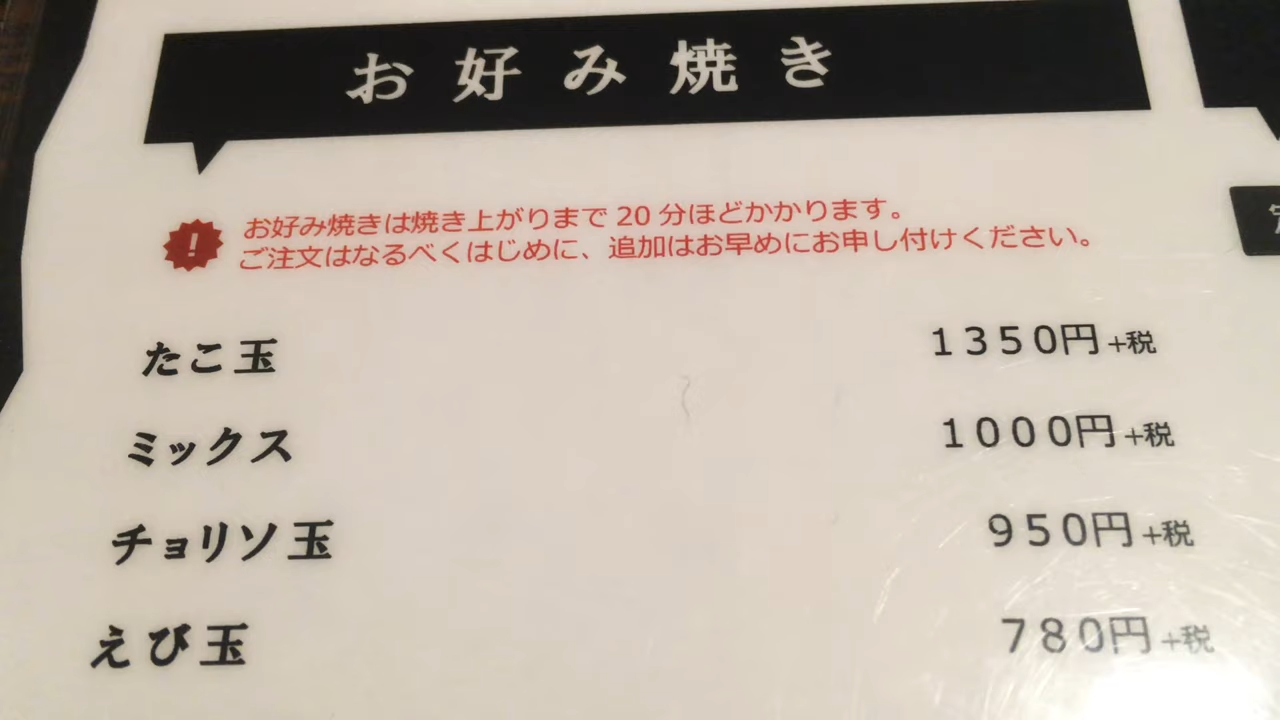 お好み焼き
!
お好み焼きは焼き上がりまで 20 分ほどかかります。
ご注文はなるべくはじめに、追加はお早めにお申し付けください。
たこ玉 1350円+税
ミックス 1000円+税
チョリソ玉 950円+税
えび玉 780円+税